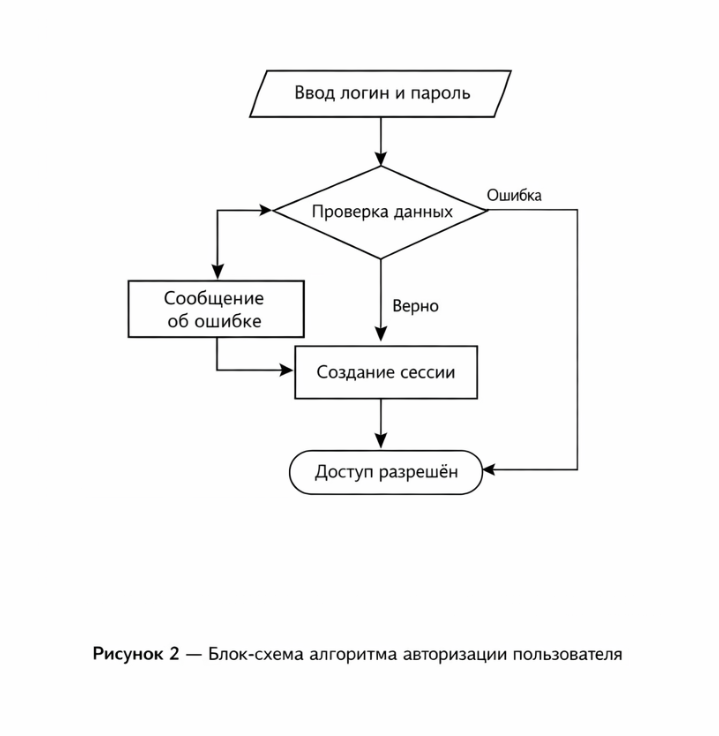 Ввод логин и пароль
Ошибка
Проверка данных
Сообщение
об ошибке
Верно
Создание сессии
Доступ разрешён
Рисунок 2 — Блок-схема алгоритма авторизации пользователя